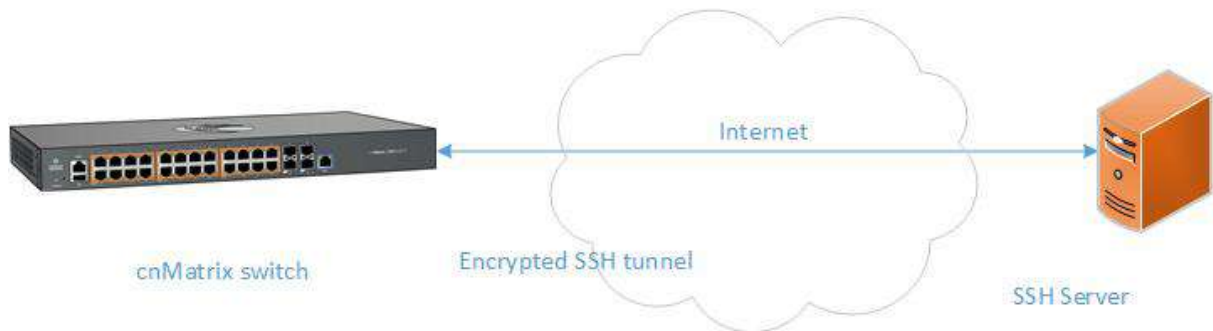 Internet
Encrypted SSH tunnel
cnMatrix switch
SSH Server